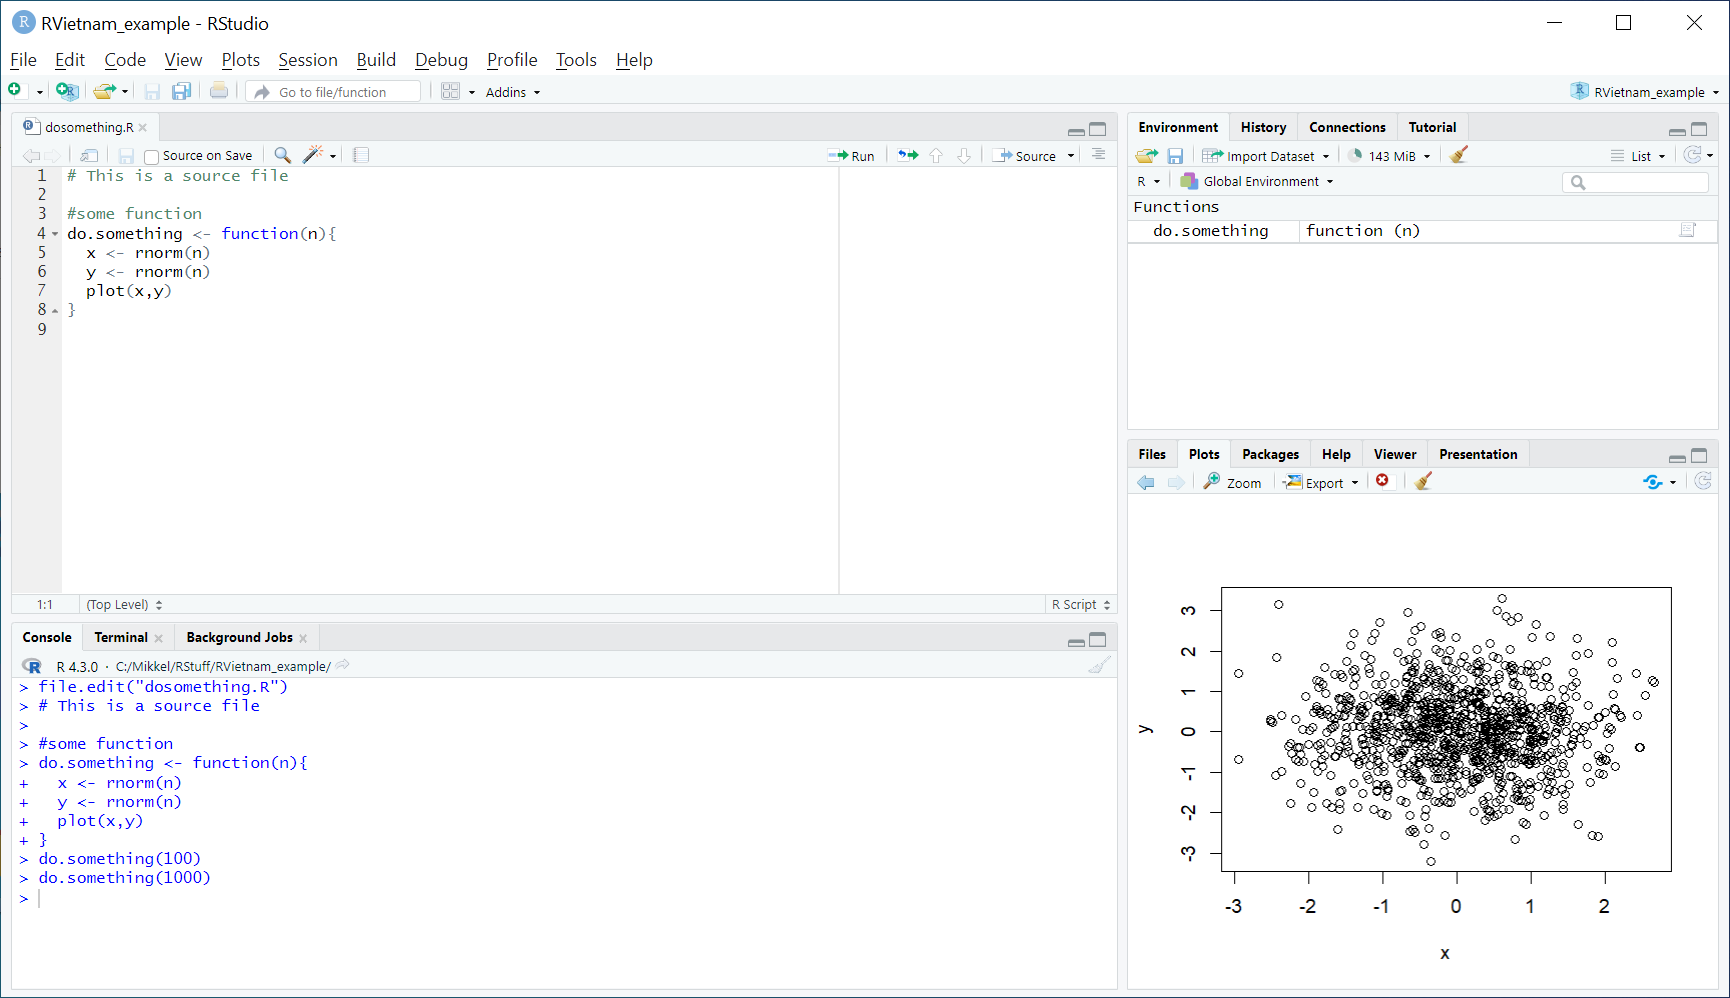 RVietnam_example - RStudio
File Edit Code View Plots Session Build Debug Profile Tools Help
Go to file/function Addins RVietnam_example
dosomething.R
Source on Save Run Source
1 # This is a source file
2
3 #some function
4 do.something <- function(n){
5 x <- rnorm(n)
6 y <- rnorm(n)
7 plot(x,y)
8 }
9
1:1 (Top Level) R Script
Console Terminal Background Jobs
R 4.3.0 · C:/Mikkel/RStuff/RVietnam_example/
> file.edit("dosomething.R")
> # This is a source file
>
> #some function
> do.something <- function(n){
+ x <- rnorm(n)
+ y <- rnorm(n)
+ plot(x,y)
+ }
> do.something(100)
> do.something(1000)
>
Environment History Connections Tutorial
Import Dataset 143 MiB List
R Global Environment
Functions
do.something function (n)
Files Plots Packages Help Viewer Presentation
Zoom Export
3
2
1
0
-1
-2
-3
y
-3 -2 -1 0 1 2
x